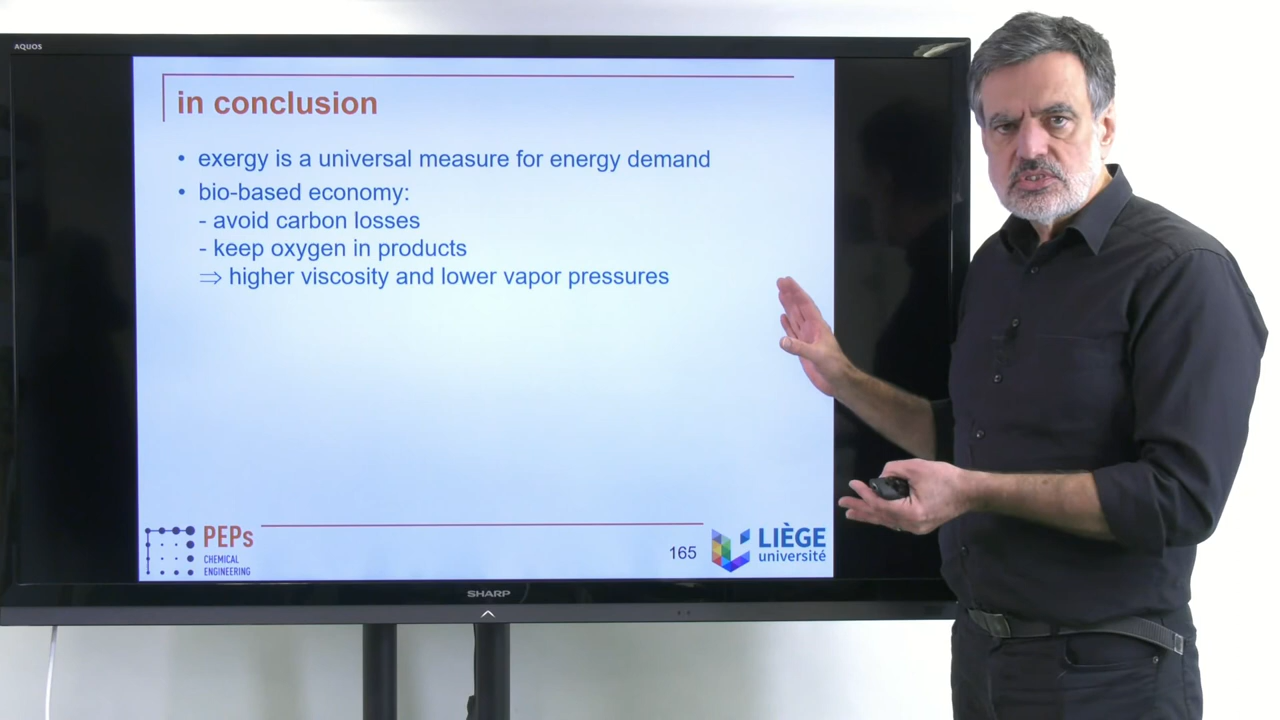 AQUOS
in conclusion
• exergy is a universal measure for energy demand
• bio-based economy:
- avoid carbon losses
- keep oxygen in products
⇒ higher viscosity and lower vapor pressures
PEPs
CHEMICAL
ENGINEERING
165
LIÈGE
université
SHARP